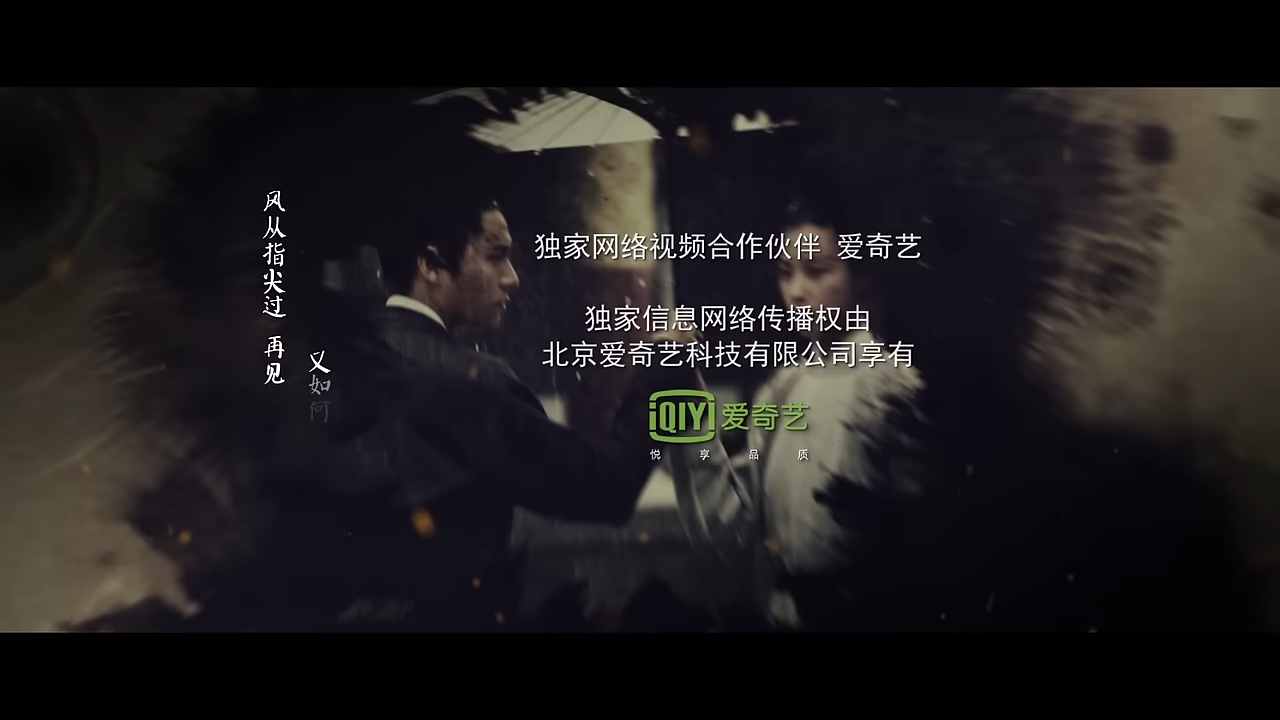 风从指尖过 再见
又如何
独家网络视频合作伙伴 爱奇艺
独家信息网络传播权由
北京爱奇艺科技有限公司享有
iQIYI 爱奇艺
悦享品质